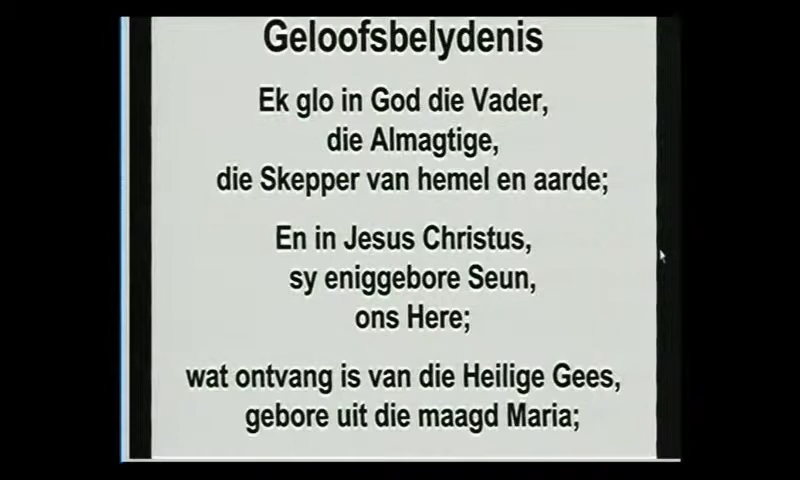 Geloofsbelydenis
Ek glo in God die Vader,
die Almagtige,
die Skepper van hemel en aarde;
En in Jesus Christus,
sy eniggebore Seun,
ons Here;
wat ontvang is van die Heilige Gees,
gebore uit die maagd Maria;